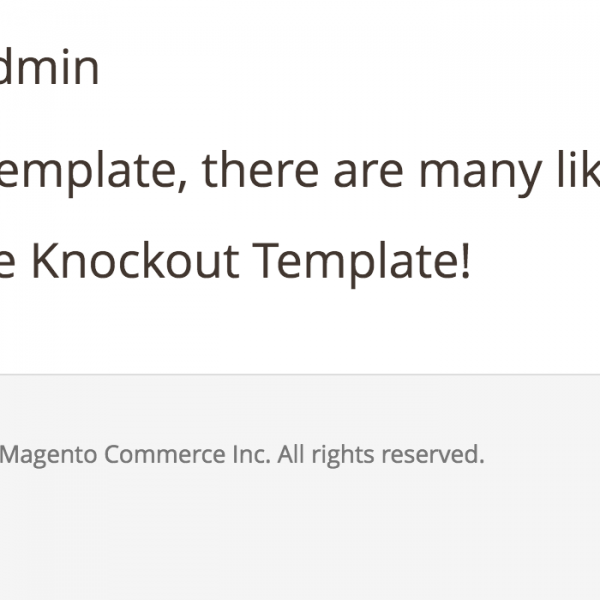 dmin
emplate, there are many lik
e Knockout Template!
Magento Commerce Inc. All rights reserved.